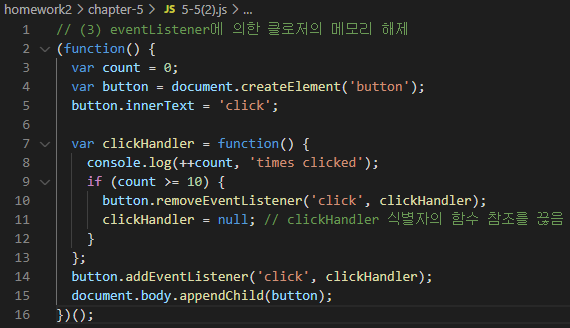 homework2 > chapter-5 > JS 5-5(2).js > ...
1 // (3) eventListener에 의한 클로저의 메모리 해제
2 (function() {
3 var count = 0;
4 var button = document.createElement('button');
5 button.innerText = 'click';
6
7 var clickHandler = function() {
8 console.log(++count, 'times clicked');
9 if (count >= 10) {
10 button.removeEventListener('click', clickHandler);
11 clickHandler = null; // clickHandler 식별자의 함수 참조를 끊음
12 }
13 };
14 button.addEventListener('click', clickHandler);
15 document.body.appendChild(button);
16 })();